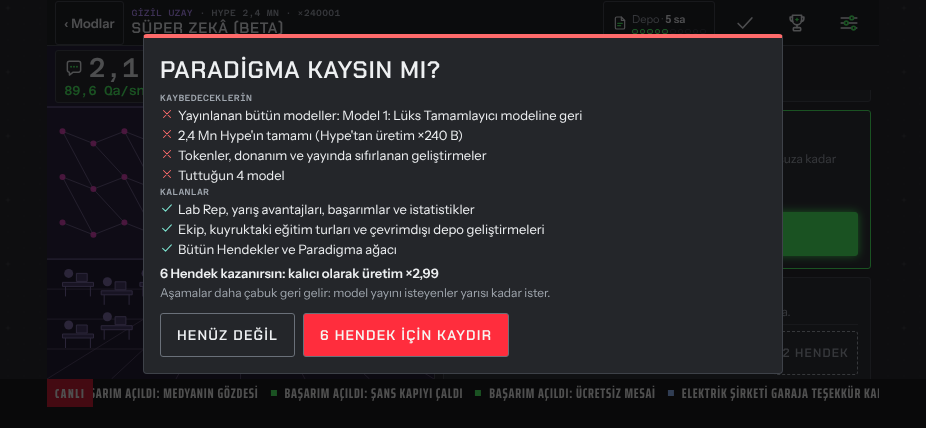 ‹ Modlar
GİZLİ UZAY · HYPE 2,4 MN · ×240001
SÜPER ZEKÂ (BETA)
Depo · 5 sa
2,1
89,6 Qa/sn
PARADİGMA KAYSIN MI?
KAYBEDECEKLERİN
Yayınlanan bütün modeller: Model 1: Lüks Tamamlayıcı modeline geri
2,4 Mn Hype'ın tamamı (Hype'tan üretim ×240 B)
Tokenler, donanım ve yayında sıfırlanan geliştirmeler
Tuttuğun 4 model
KALANLAR
Lab Rep, yarış avantajları, başarımlar ve istatistikler
Ekip, kuyruktaki eğitim turları ve çevrimdışı depo geliştirmeleri
Bütün Hendekler ve Paradigma ağacı
6 Hendek kazanırsın: kalıcı olarak üretim ×2,99
Aşamalar daha çabuk geri gelir: model yayını isteyenler yarısı kadar ister.
HENÜZ DEĞİL
6 HENDEK İÇİN KAYDIR
uza kadar
2 HENDEK
CANLI
ŞARIM AÇILDI: MEDYANIN GÖZDESİ
BAŞARIM AÇILDI: ŞANS KAPIYI ÇALDI
BAŞARIM AÇILDI: ÜCRETSİZ MESAİ
ELEKTRİK ŞİRKETİ GARAJA TEŞEKKÜR KA